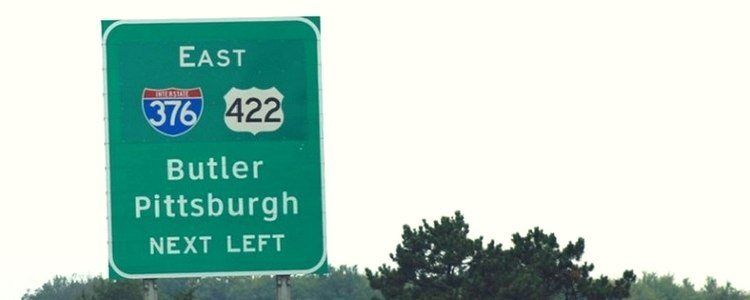 EAST
INTERSTATE
376 422
Butler
Pittsburgh
NEXT LEFT